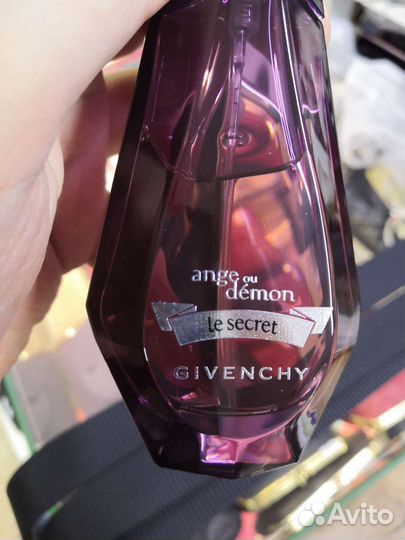 ange ou
démon
le secret
GIVENCHY
Avito